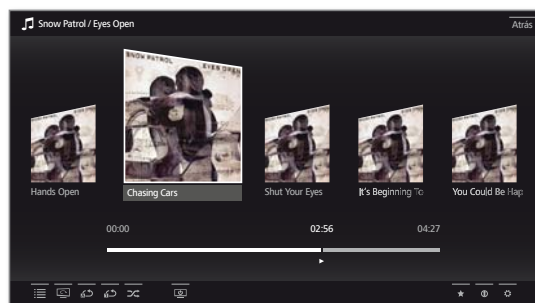 Snow Patrol / Eyes Open
Atrás
SNOW PATROL EYES OPEN
Hands Open
Chasing Cars
Shut Your Eyes
It's Beginning To
You Could Be Hap
00:00 02:56 04:27